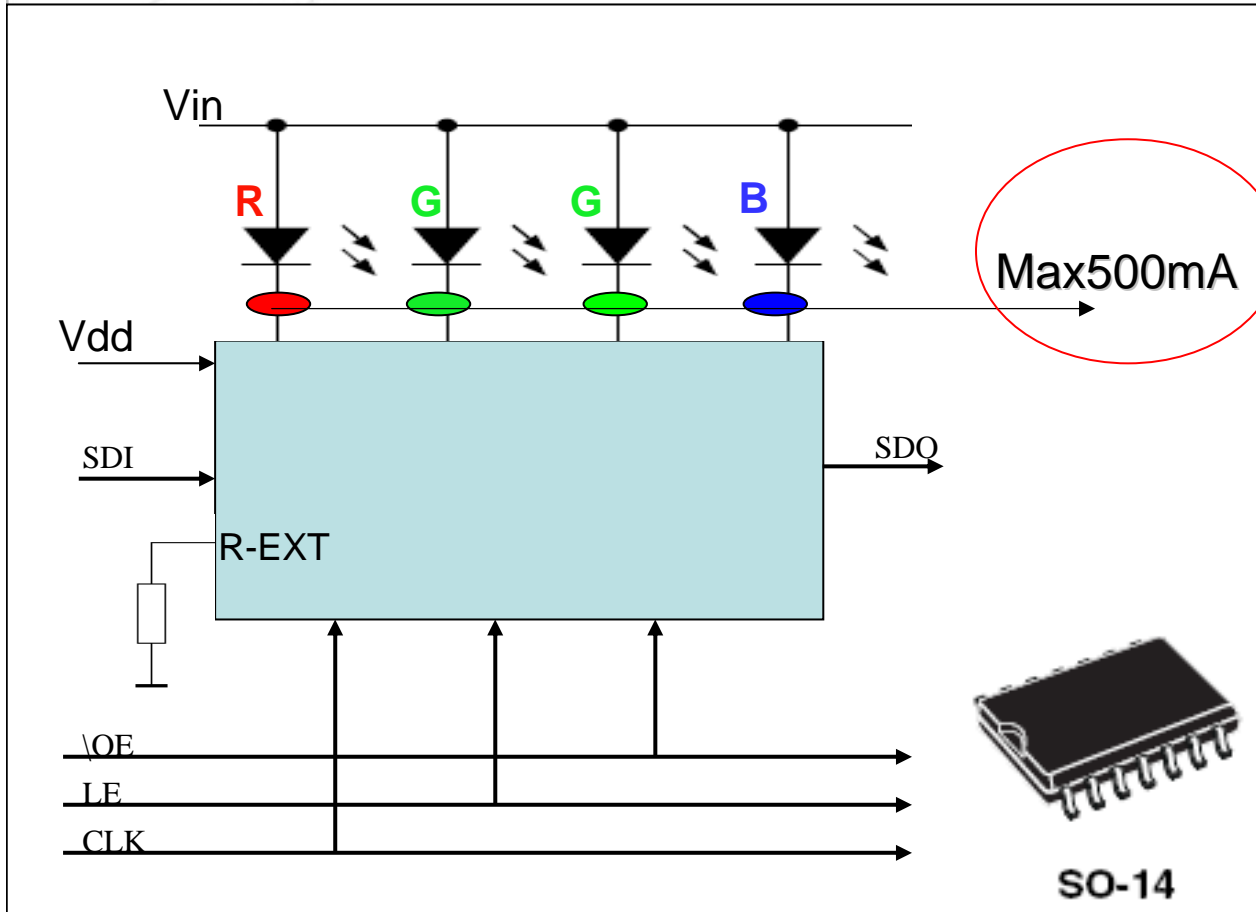 Vin
R G G B
Max500mA
Vdd
SDI
SDO
R-EXT
\OE
LE
CLK
SO-14